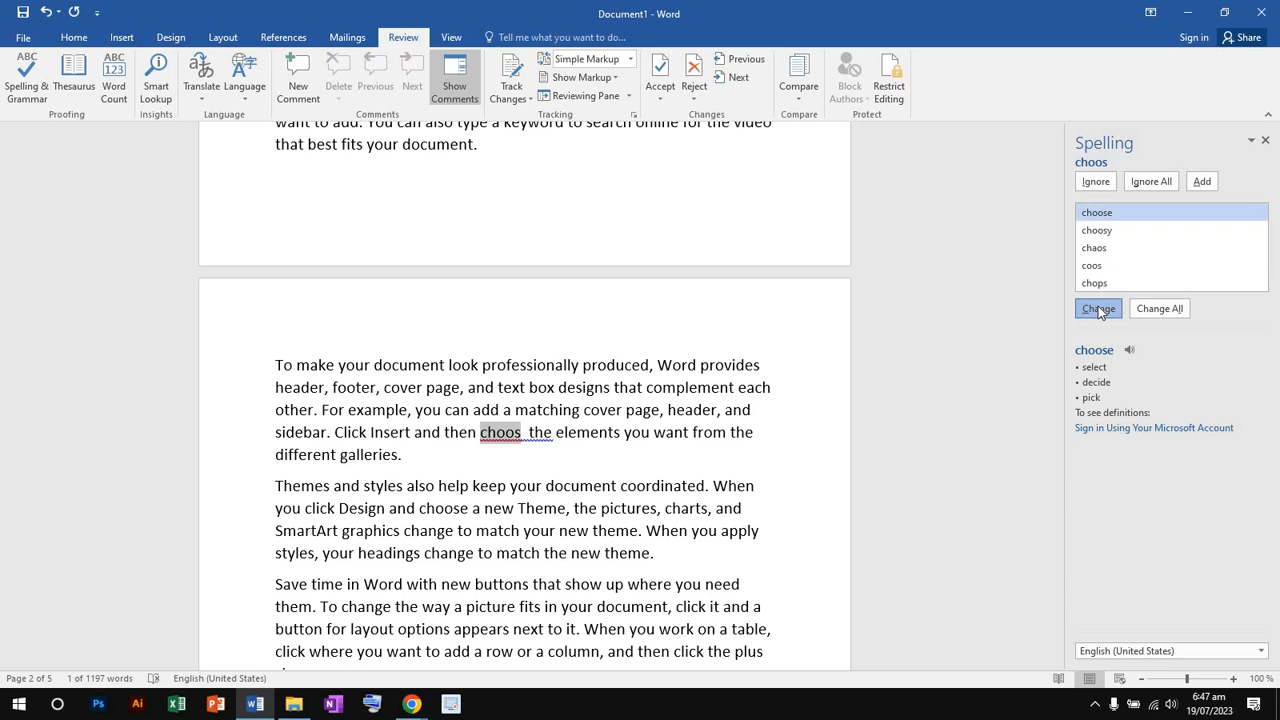 Document1 - Word
File Home Insert Design Layout References Mailings Review View Tell me what you want to do... Sign in Share
ABC Spelling & Grammar
Thesaurus
ABC 123 Word Count
Smart Lookup
Translate
Language
New Comment
Delete
Previous
Next
Show Comments
Track Changes
Simple Markup
Show Markup
Reviewing Pane
Accept
Reject
Previous
Next
Compare
Block Authors
Restrict Editing
Proofing Insights Language Comments Tracking Changes Compare Protect
want to add. You can also type a keyword to search online for the video
that best fits your document.
To make your document look professionally produced, Word provides
header, footer, cover page, and text box designs that complement each
other. For example, you can add a matching cover page, header, and
sidebar. Click Insert and then choos the elements you want from the
different galleries.
Themes and styles also help keep your document coordinated. When
you click Design and choose a new Theme, the pictures, charts, and
SmartArt graphics change to match your new theme. When you apply
styles, your headings change to match the new theme.
Save time in Word with new buttons that show up where you need
them. To change the way a picture fits in your document, click it and a
button for layout options appears next to it. When you work on a table,
click where you want to add a row or a column, and then click the plus
Spelling
choos
Ignore Ignore All Add
choose
choosy
chaos
coos
chops
Change Change All
choose
• select
• decide
• pick
To see definitions:
Sign in Using Your Microsoft Account
English (United States)
Page 2 of 5 1 of 1197 words English (United States) 100 %
Ps Ai
6:47 am
19/07/2023